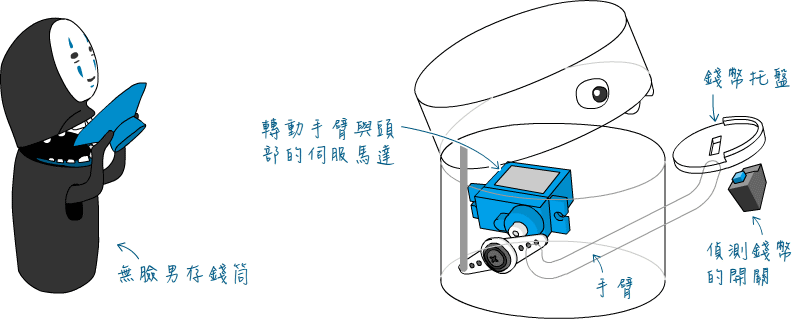 無臉男存錢筒
轉動手臂與頭
部的伺服馬達
錢幣托盤
手臂
偵測錢幣
的開關